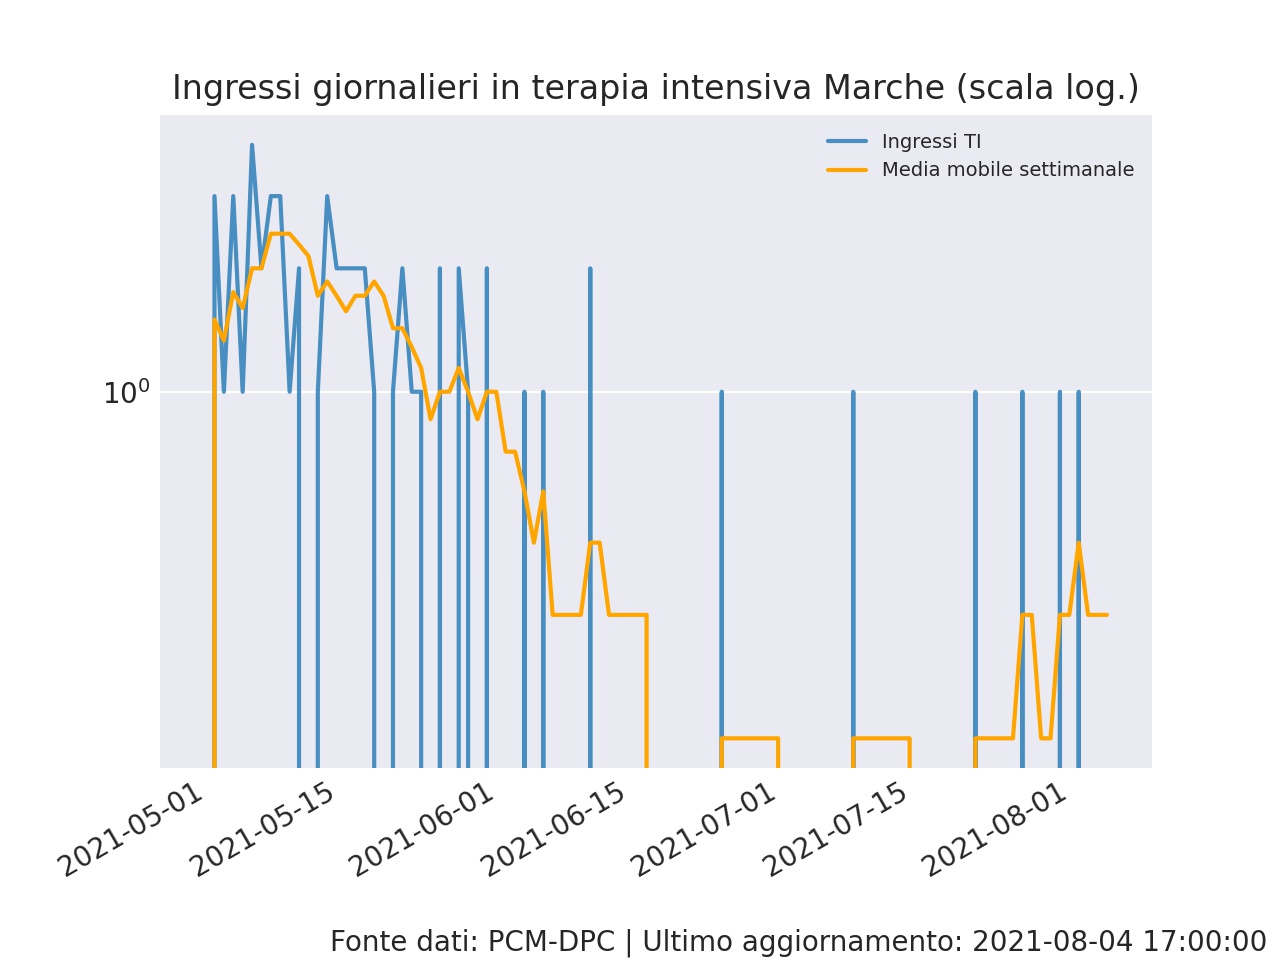 Ingressi giornalieri in terapia intensiva Marche (scala log.)
Ingressi TI
Media mobile settimanale
10⁰
2021-05-01
2021-05-15
2021-06-01
2021-06-15
2021-07-01
2021-07-15
2021-08-01
Fonte dati: PCM-DPC | Ultimo aggiornamento: 2021-08-04 17:00:00